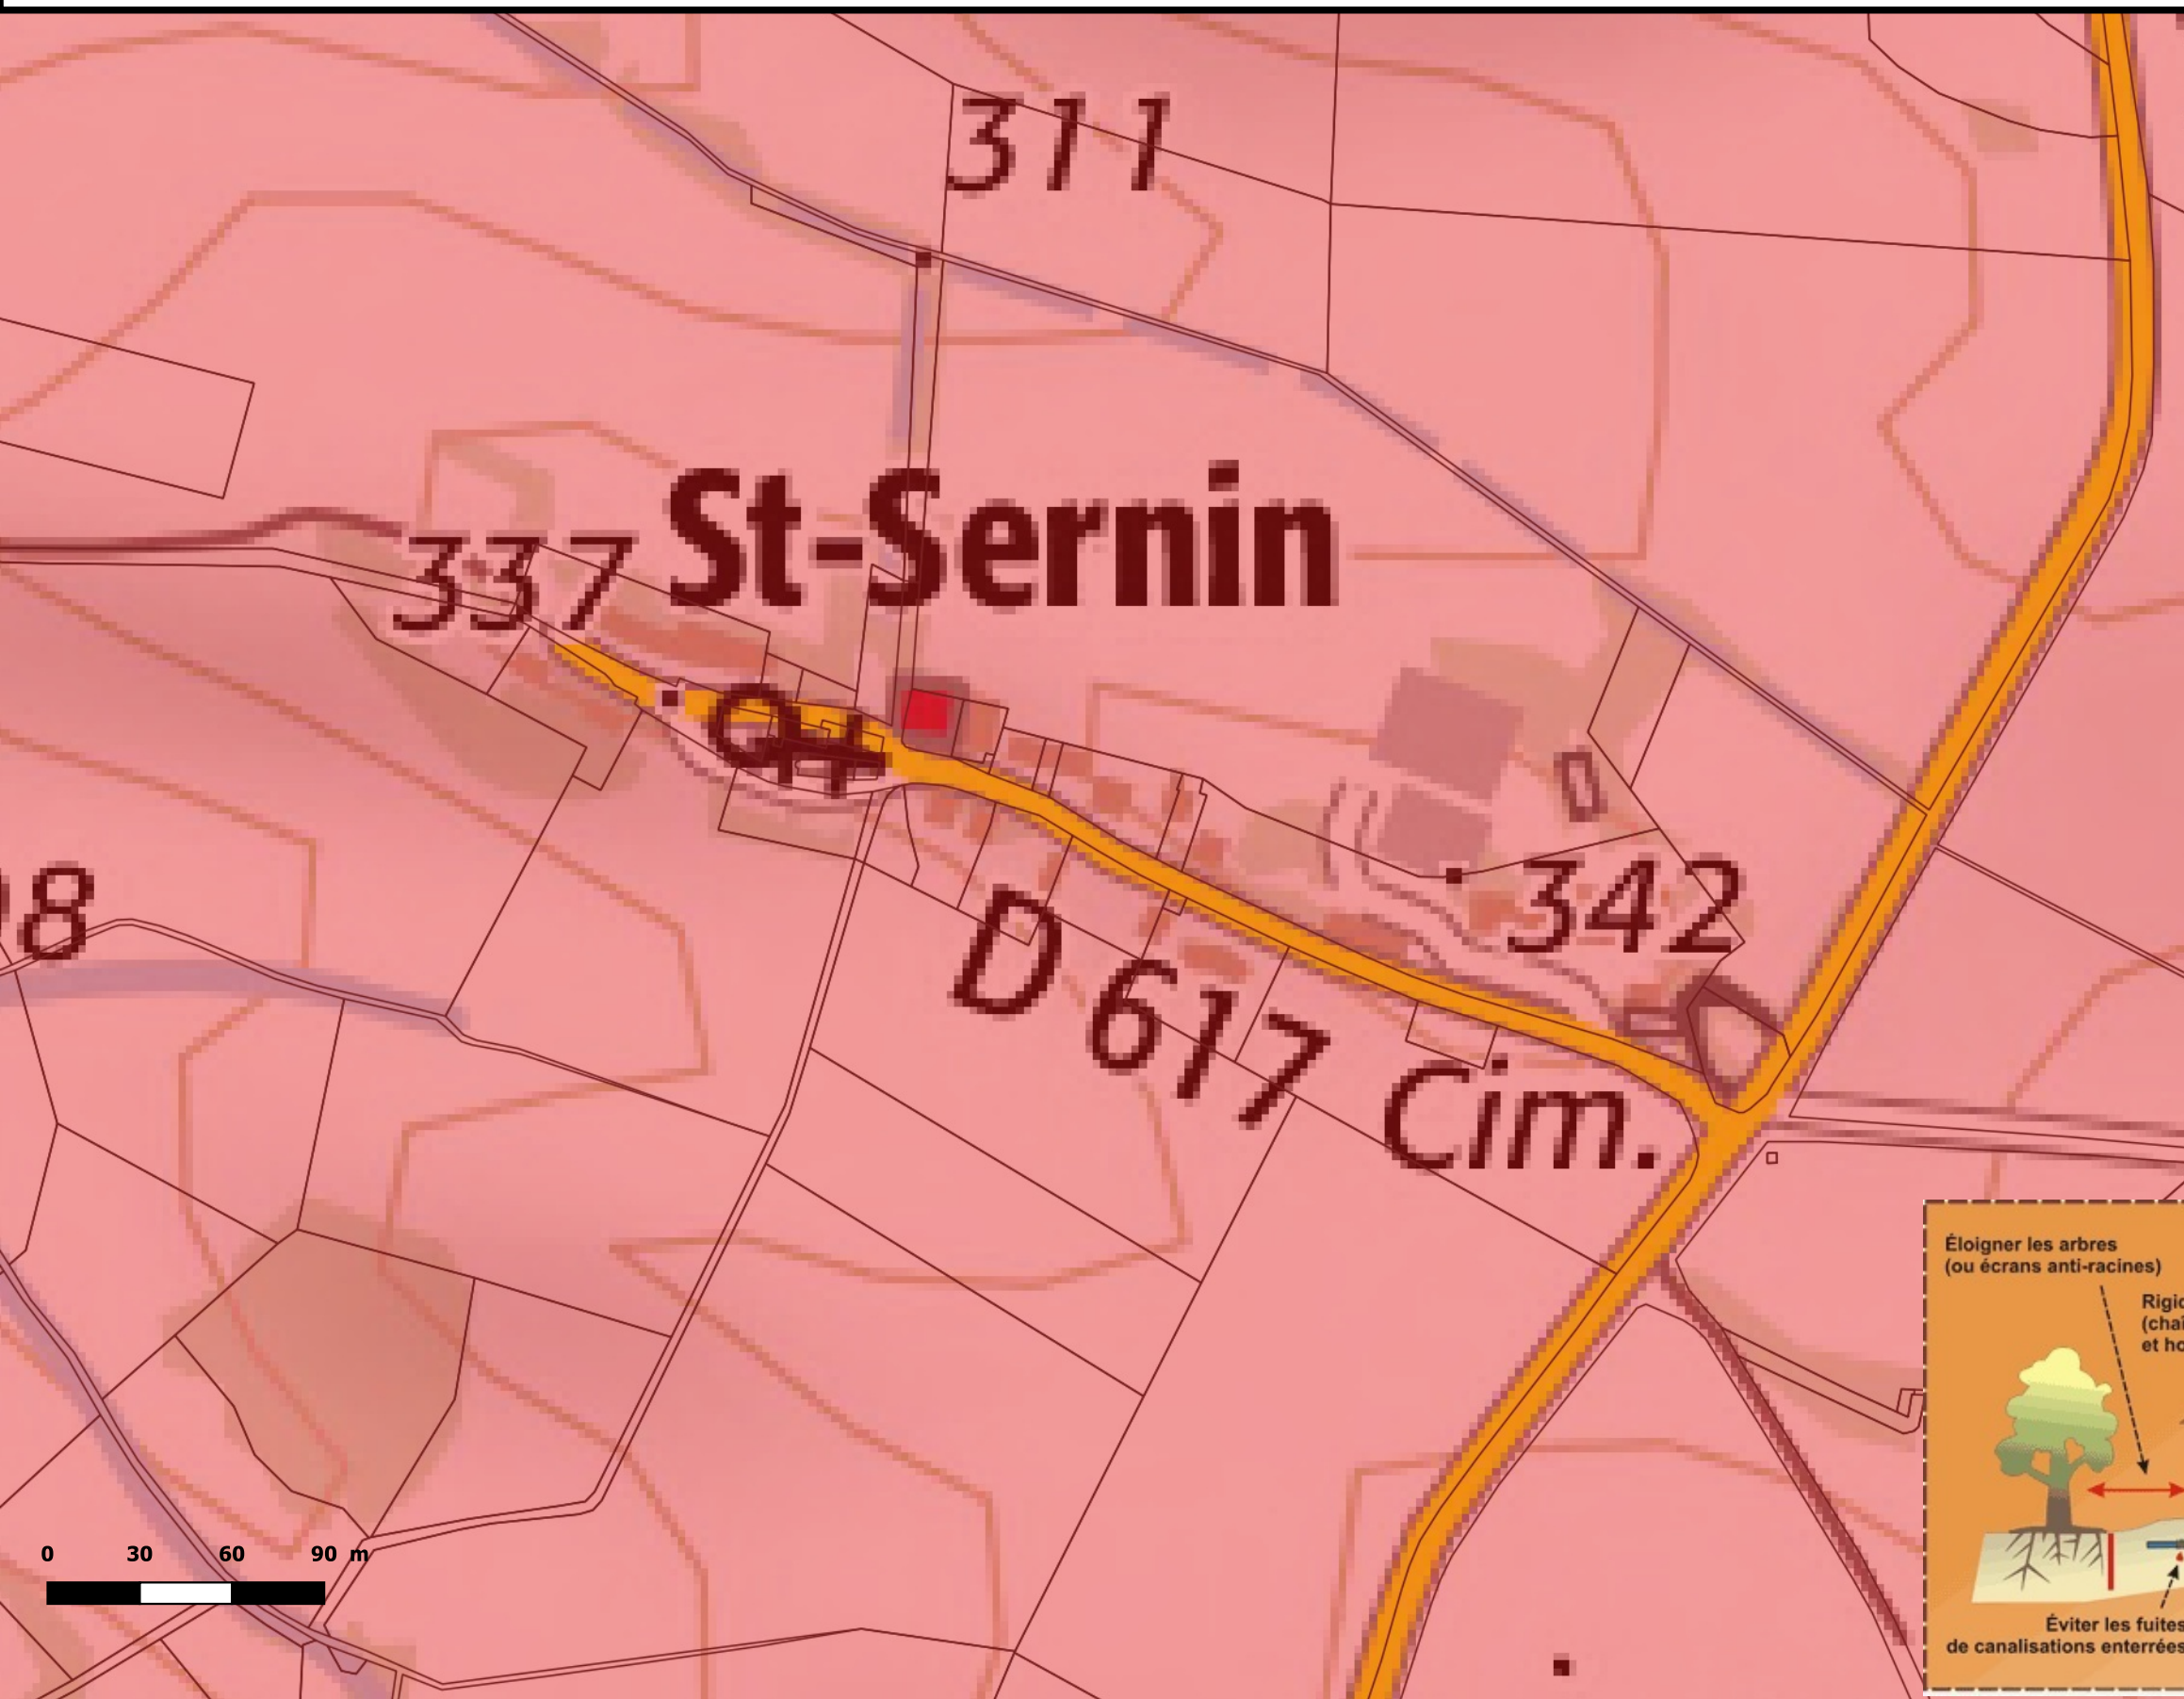 311
St-Sernin
337
342
D 617
Cim.
0 30 60 90 m
Éloigner les arbres
(ou écrans anti-racines)
Éviter les fuites
de canalisations enterrées